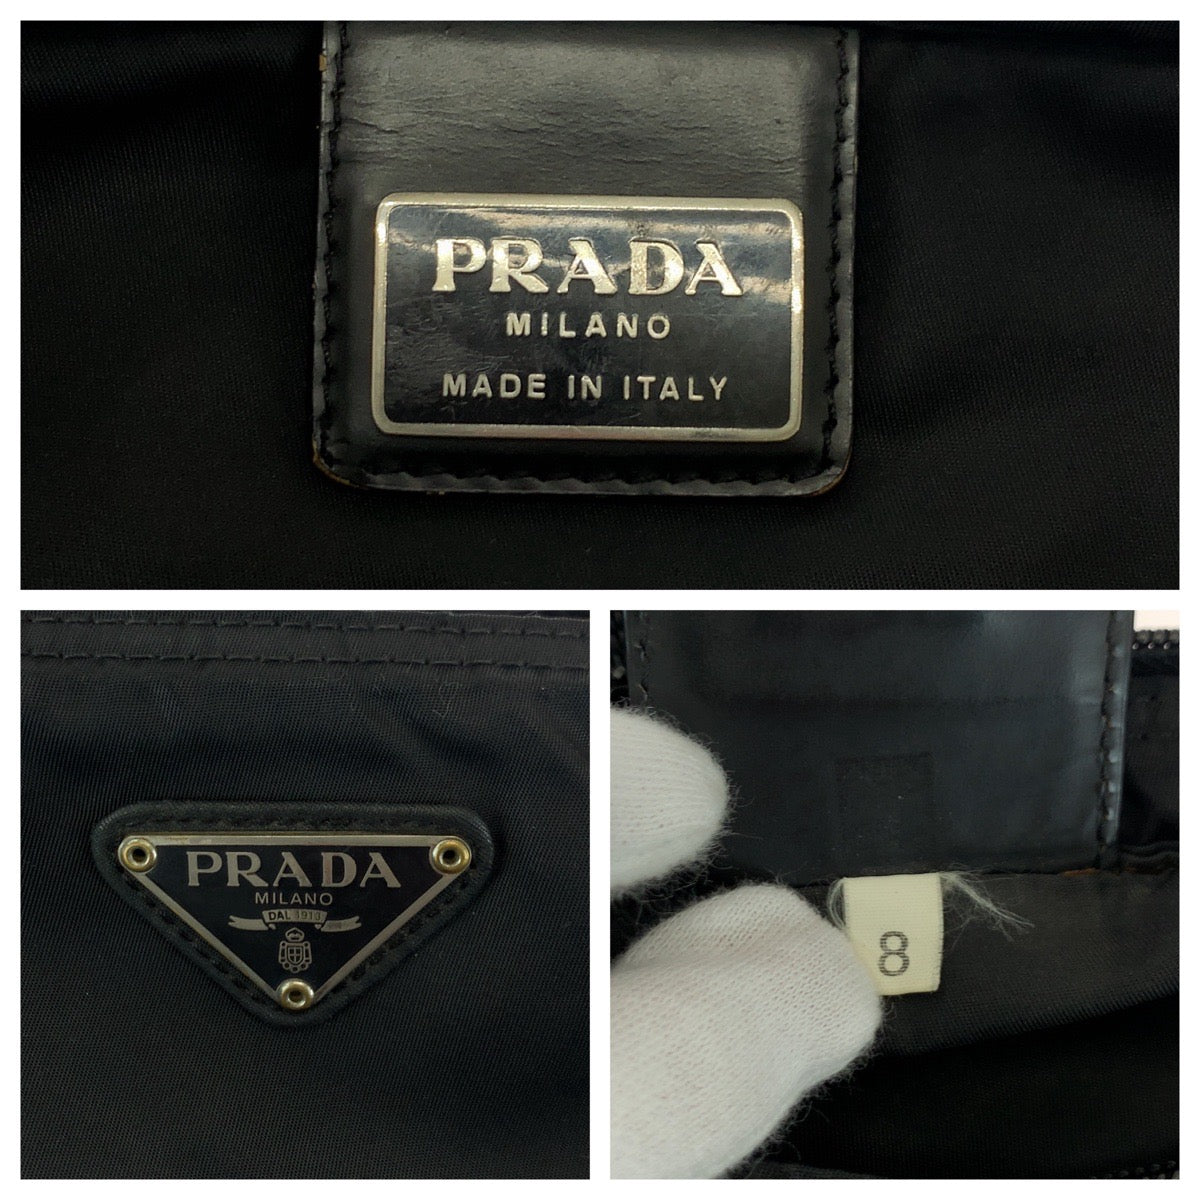 PRADA
MILANO
MADE IN ITALY
PRADA
MILANO
DAL 1913
8